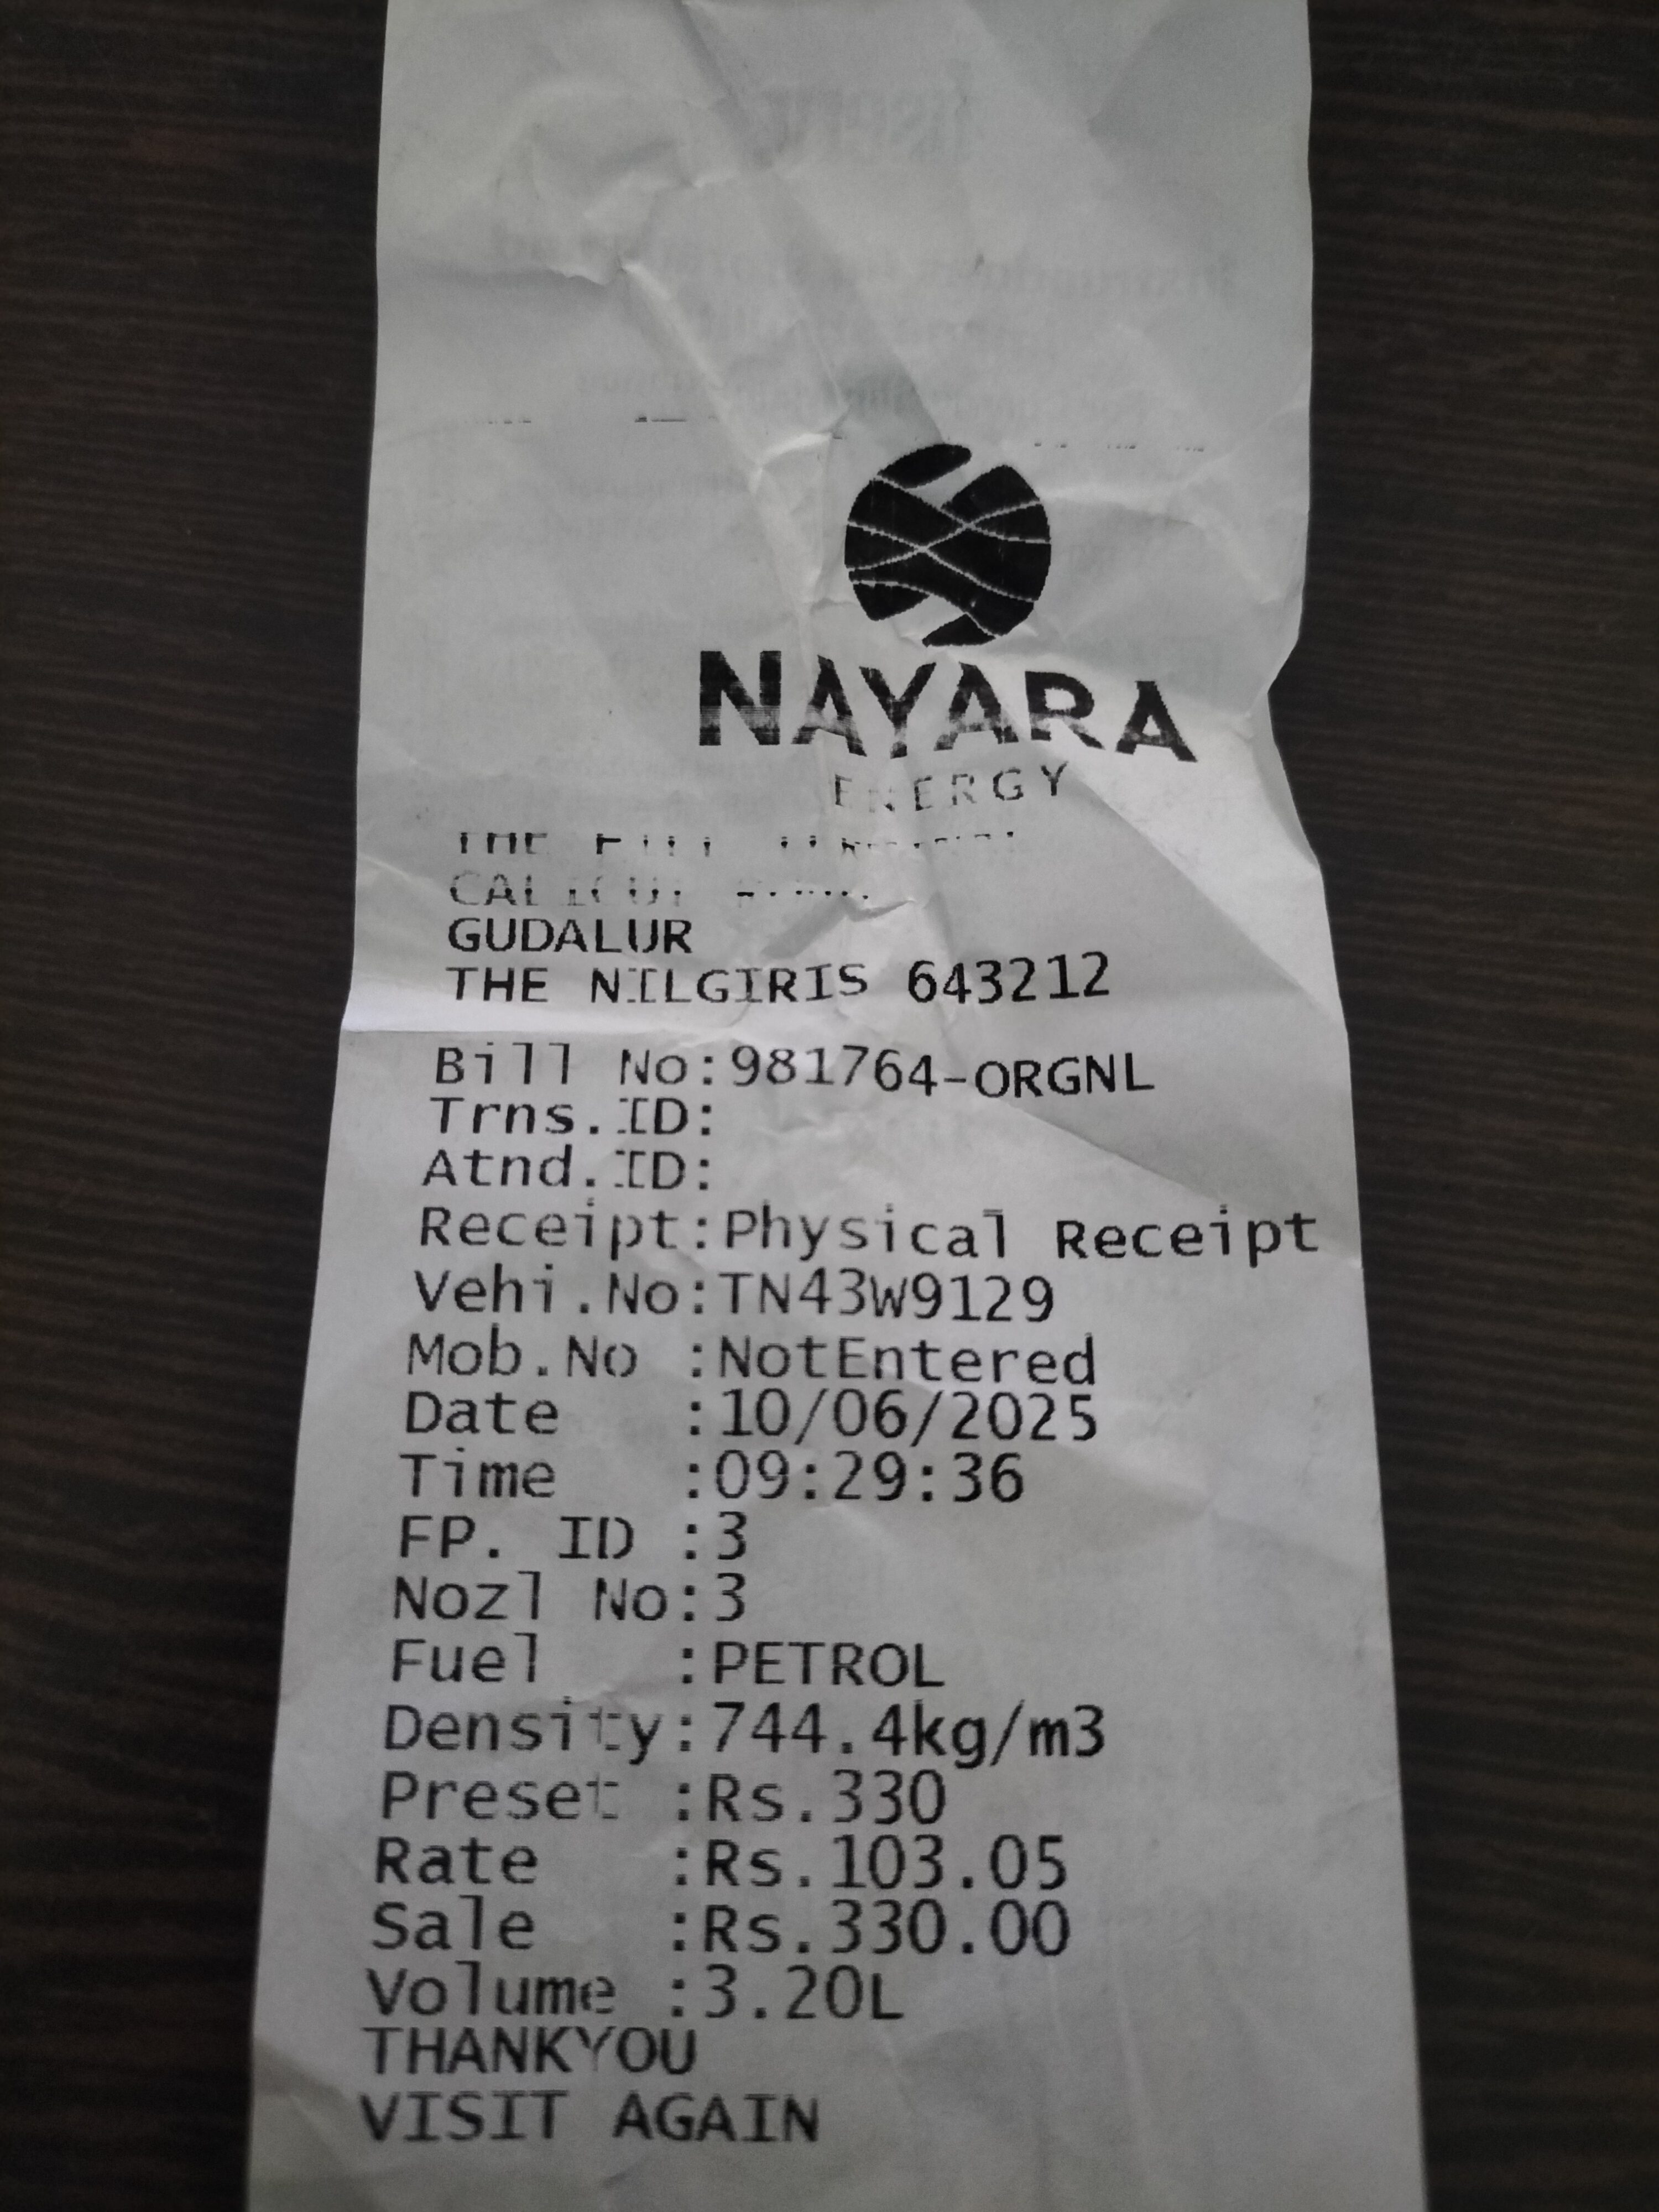 NAYARA
ENERGY
THE
CALICUT
GUDALUR
THE NILGIRIS 643212
Bill No:981764-ORGNL
Trns.ID:
Atnd.ID:
Receipt:Physical Receipt
Vehi.No:TN43W9129
Mob.No :NotEntered
Date :10/06/2025
Time :09:29:36
FP. ID :3
Nozl No:3
Fuel :PETROL
Density:744.4kg/m3
Preset :Rs.330
Rate :Rs.103.05
Sale :Rs.330.00
Volume :3.20L
THANKYOU
VISIT AGAIN